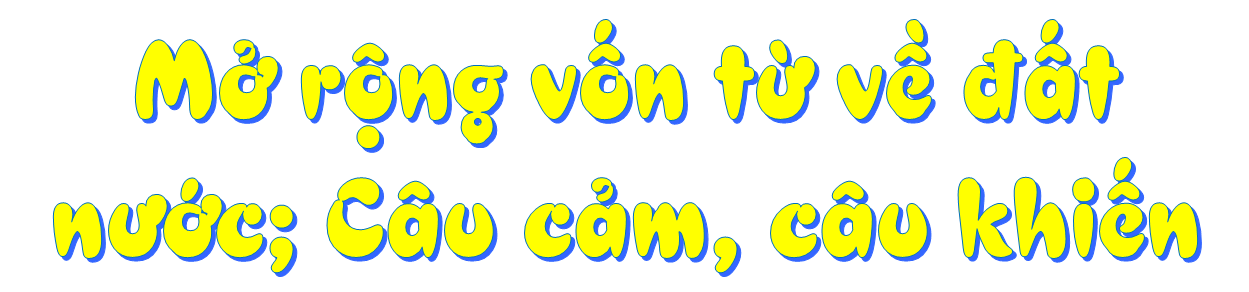 Mở rộng vốn từ về đất
nước; Câu cảm, câu khiến